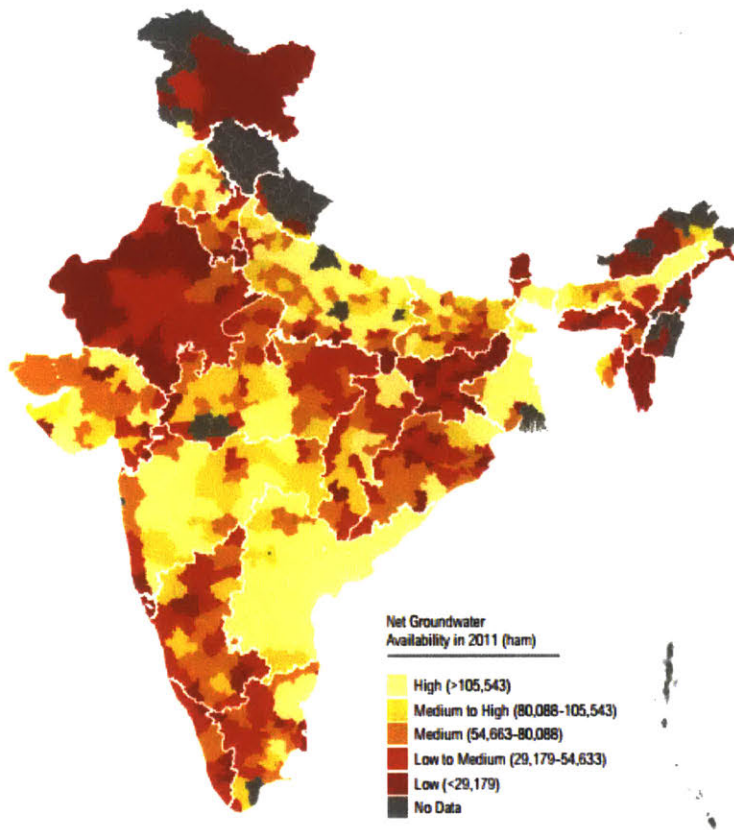 Net Groundwater
Availability in 2011 (ham)
High (>105,543)
Medium to High (80,088-105,543)
Medium (54,663-80,088)
Low to Medium (29,179-54,633)
Low (<29,179)
No Data